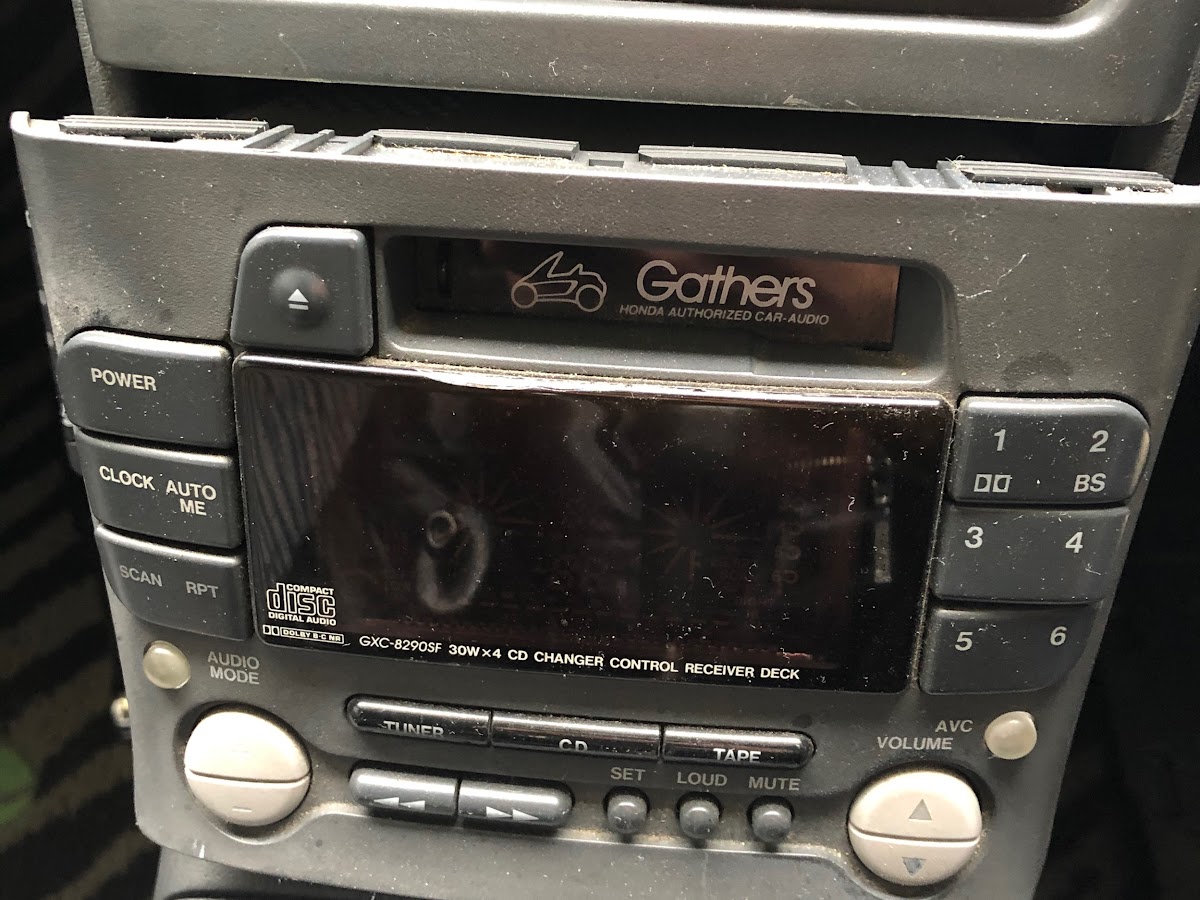 Gathers
HONDA AUTHORIZED CAR-AUDIO
POWER
CLOCK AUTO
ME
SCAN RPT
1 2
BS
3 4
5 6
COMPACT
disc
DIGITAL AUDIO
DOLBY B·C NR
GXC-8290SF 30W×4 CD CHANGER CONTROL RECEIVER DECK
AUDIO
MODE
TUNER CD TAPE
SET LOUD MUTE
AVC
VOLUME